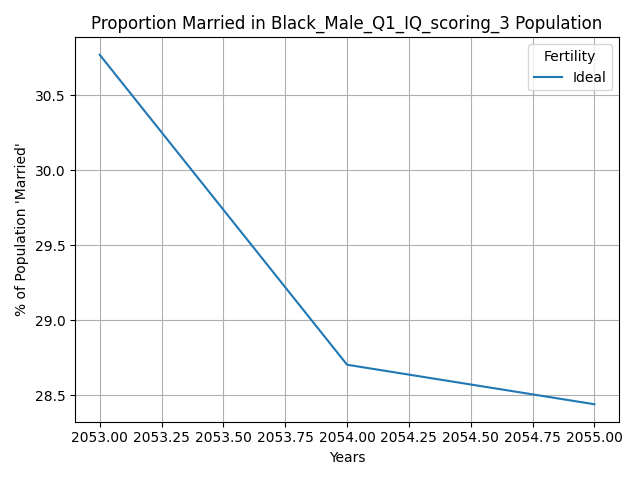 Proportion Married in Black_Male_Q1_IQ_scoring_3 Population
Fertility
Ideal
% of Population 'Married'
30.5
30.0
29.5
29.0
28.5
2053.00 2053.25 2053.50 2053.75 2054.00 2054.25 2054.50 2054.75 2055.00
Years